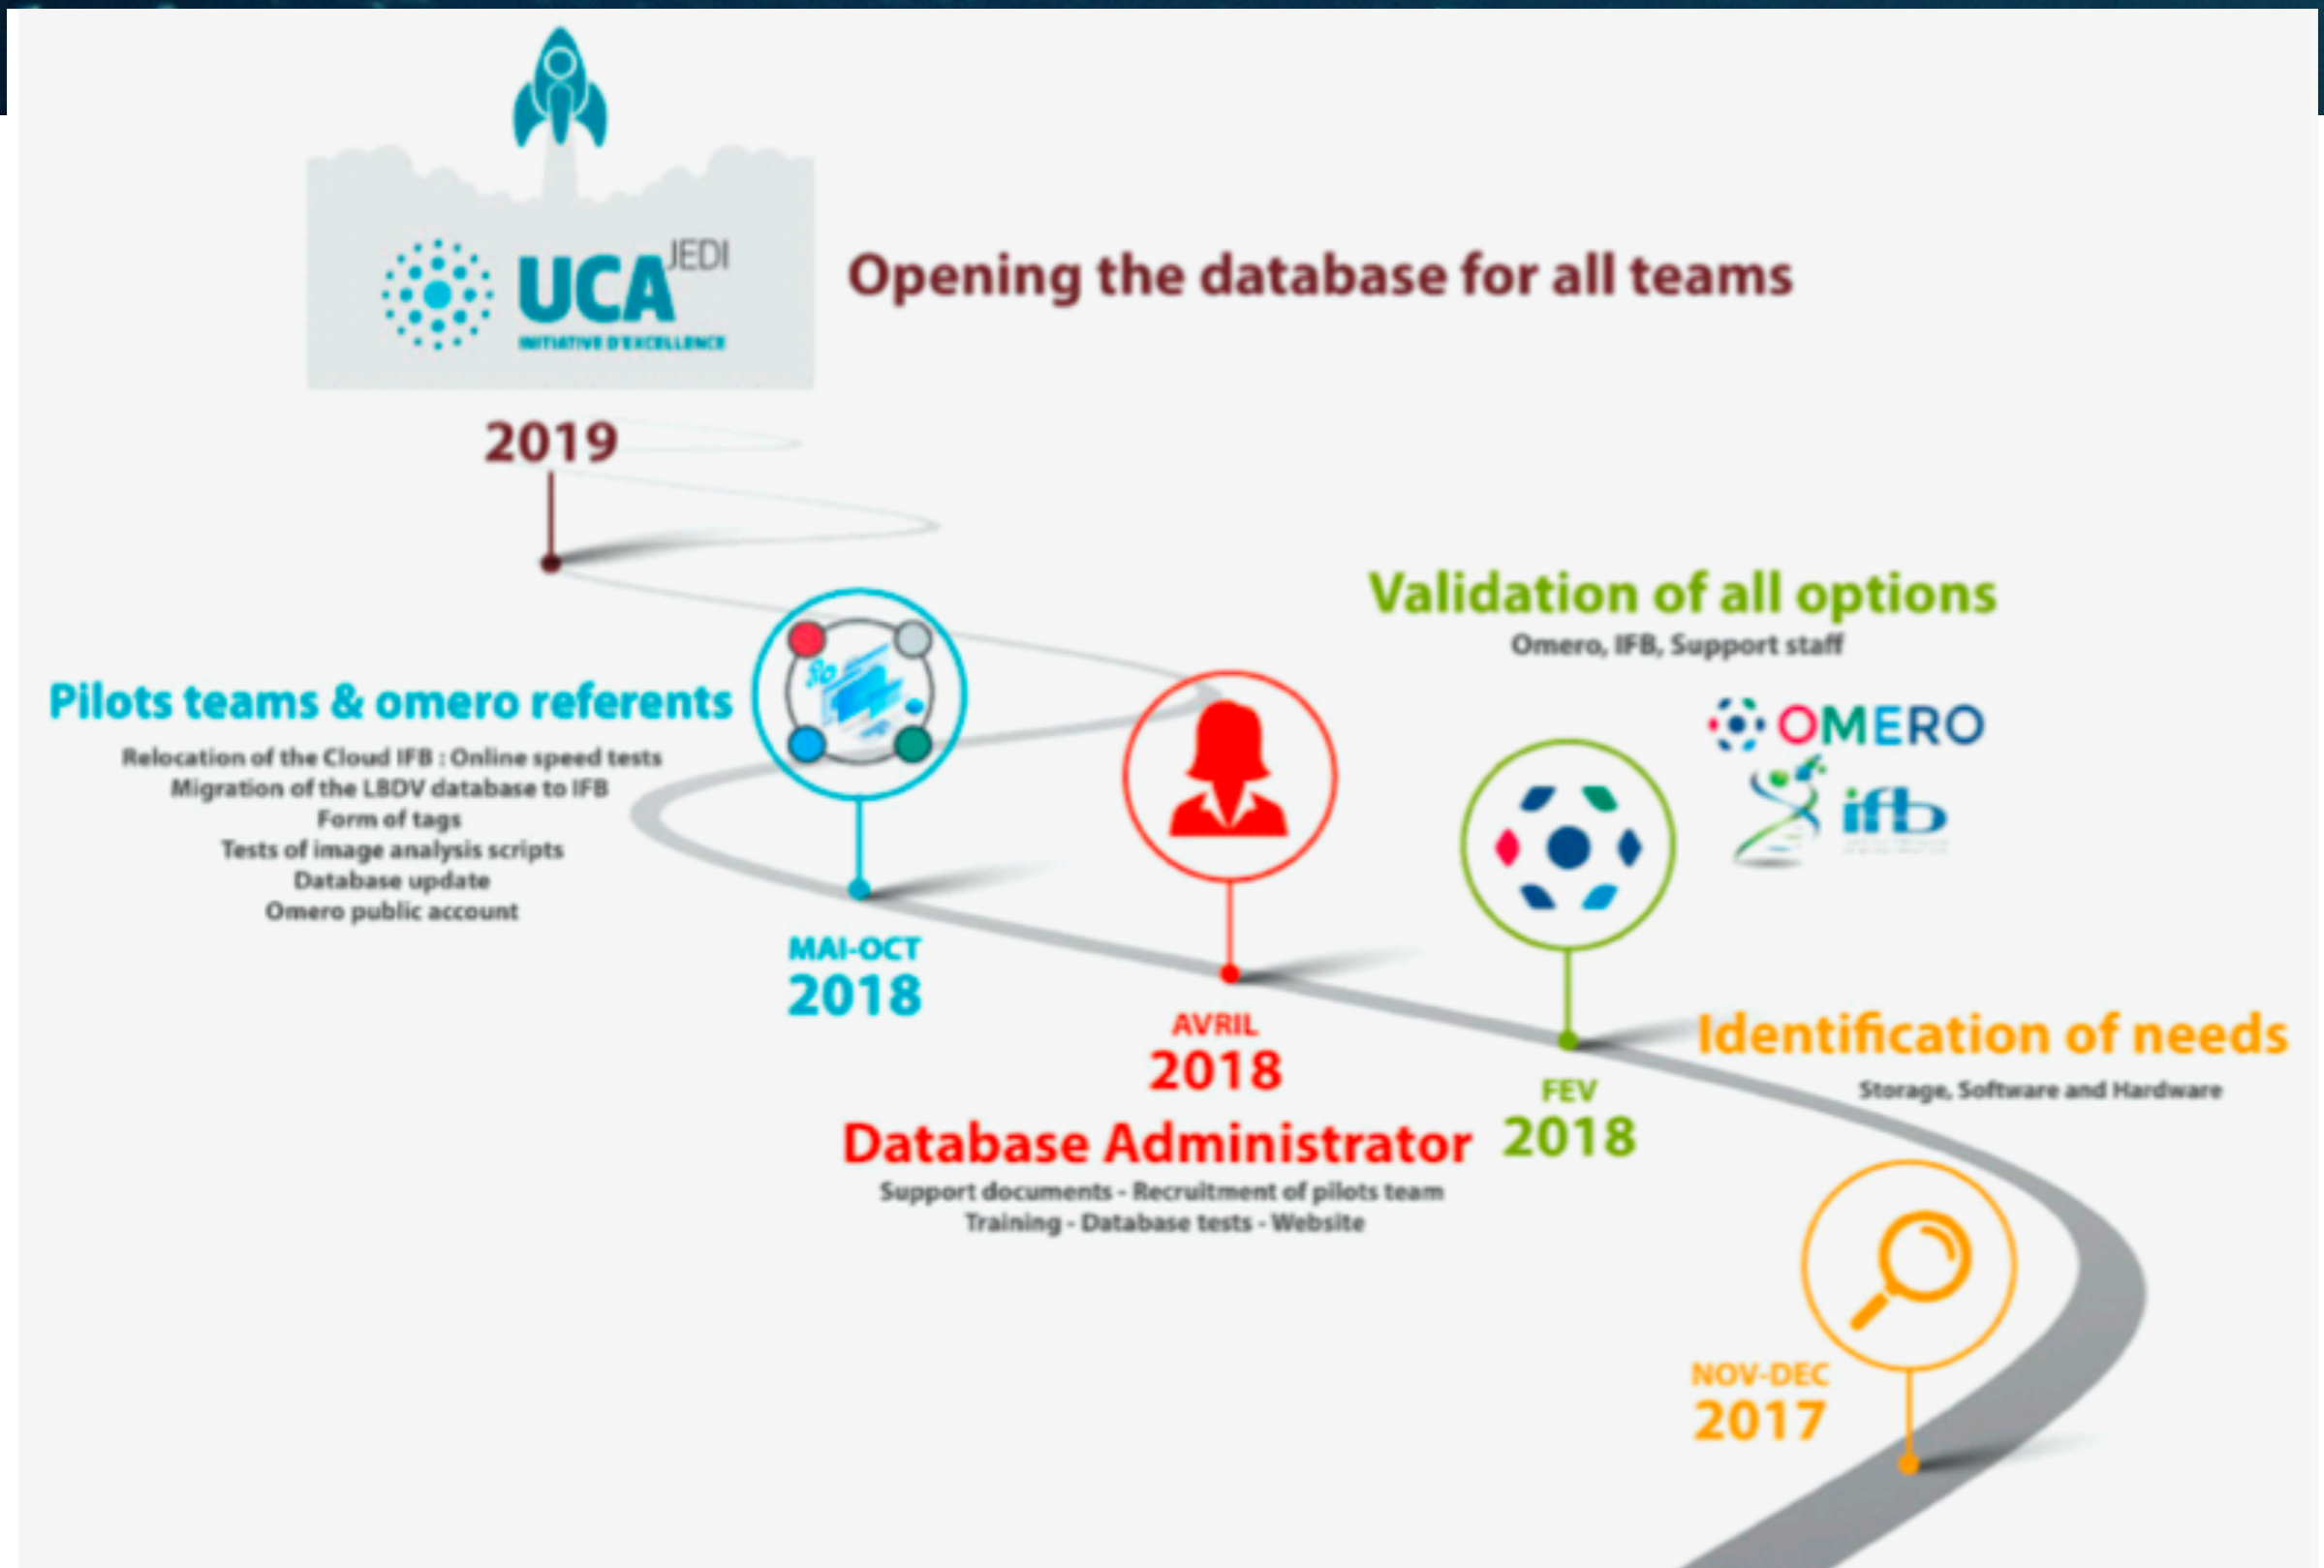 UCA JEDI
INITIATIVE D'EXCELLENCE
Opening the database for all teams
2019
Validation of all options
Omero, IFB, Support staff
OMERO
ifb
Pilots teams & omero referents
Relocation of the Cloud IFB : Online speed tests
Migration of the LBDV database to IFB
Form of tags
Tests of image analysis scripts
Database update
Omero public account
MAI-OCT
2018
AVRIL
2018
Database Administrator
Support documents - Recruitment of pilots team
Training - Database tests - Website
FEV
2018
Identification of needs
Storage, Software and Hardware
NOV-DEC
2017